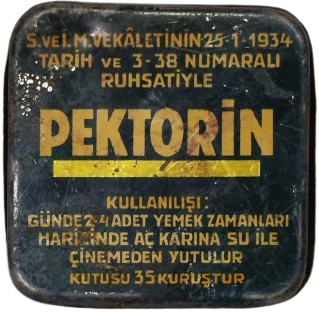 S.veİ.M.VEKÂLETİNİN 25-1-1934
TARİH ve 3-38 NUMARALI
RUHSATİYLE
PEKTORİN
KULLANILIŞI:
GÜNDE 2-4 ADET YEMEK ZAMANLARI
HARİCİNDE AÇ KARINA SU İLE
ÇİNEMEDEN YUTULUR
KUTUSU 35 KURUŞTUR